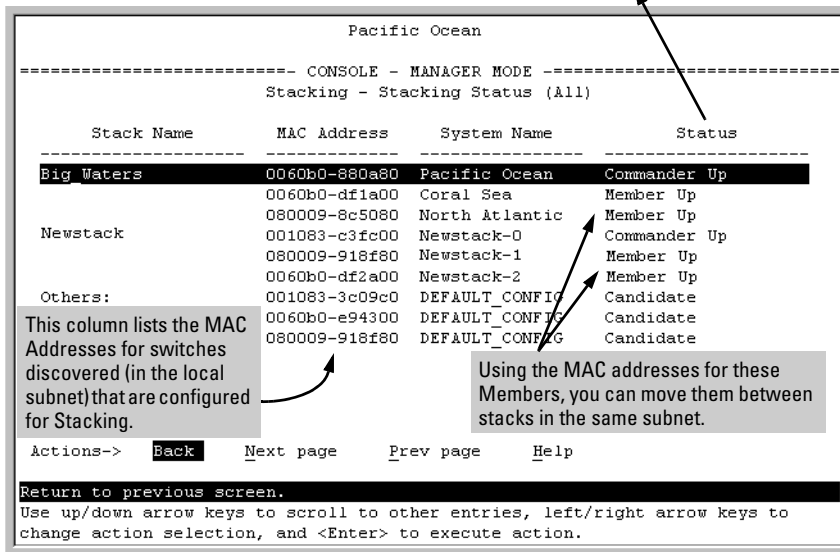 Pacific Ocean
==========================- CONSOLE - MANAGER MODE -============================
Stacking - Stacking Status (All)
Stack Name MAC Address System Name Status
---------------- ------------- ---------------- --------------------
Big Waters 0060b0-880a80 Pacific Ocean Commander Up
0060b0-df1a00 Coral Sea Member Up
080009-8c5080 North Atlantic Member Up
Newstack 001083-c3fc00 Newstack-0 Commander Up
080009-918f80 Newstack-1 Member Up
0060b0-df2a00 Newstack-2 Member Up
Others: 001083-3c09c0 DEFAULT_CONFIG Candidate
0060b0-e94300 DEFAULT_CONFIG Candidate
080009-918f80 DEFAULT_CONFIG Candidate
This column lists the MAC
Addresses for switches
discovered (in the local
subnet) that are configured
for Stacking.
Using the MAC addresses for these
Members, you can move them between
stacks in the same subnet.
Actions-> Back Next page Prev page Help
Return to previous screen.
Use up/down arrow keys to scroll to other entries, left/right arrow keys to
change action selection, and <Enter> to execute action.